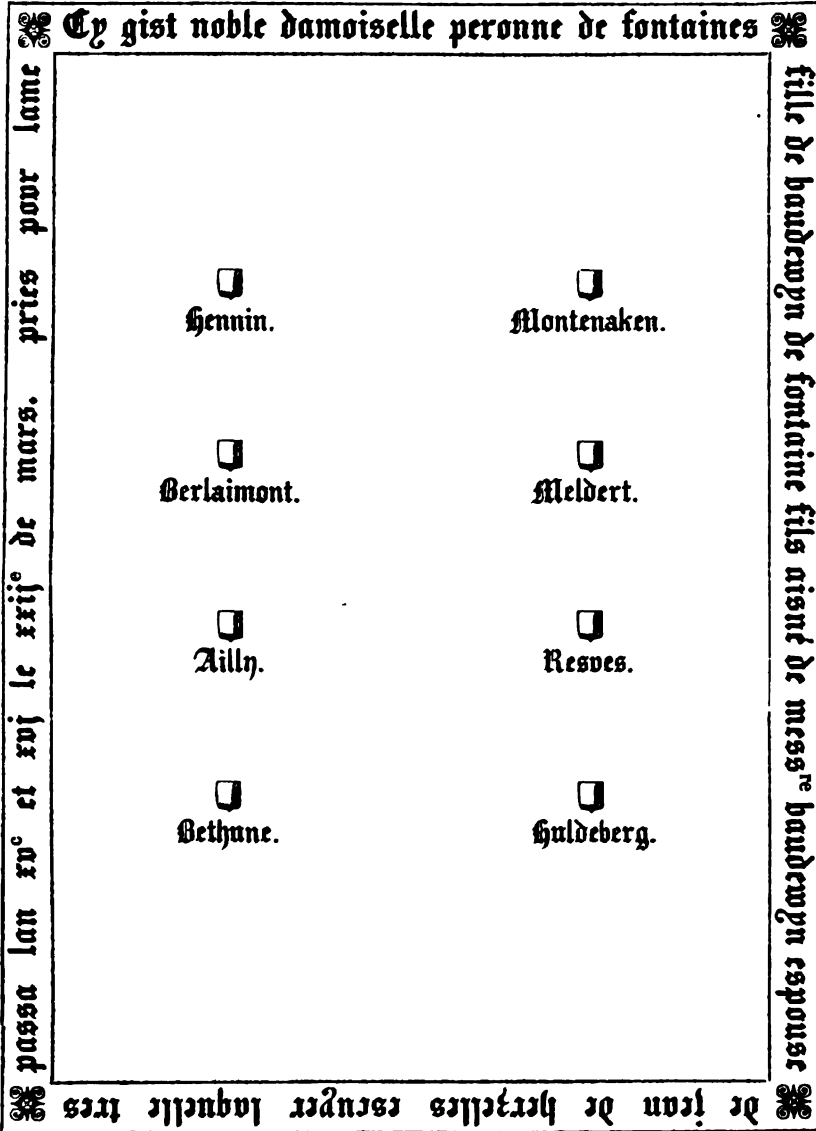 Cy gist noble damoiselle peronne de fontaines
fille de baudewyn de fontaine fils aisné de messʳᵉ baudewyn espouse
de jean de herzelles escuyer laquelle tres
passa lan xvᶜ et xvj le xxijᵉ de mars. pries povr lame
Hennin.
Montenaken.
Berlaimont.
Meldert.
Ailly.
Resves.
Bethune.
Huldeberg.